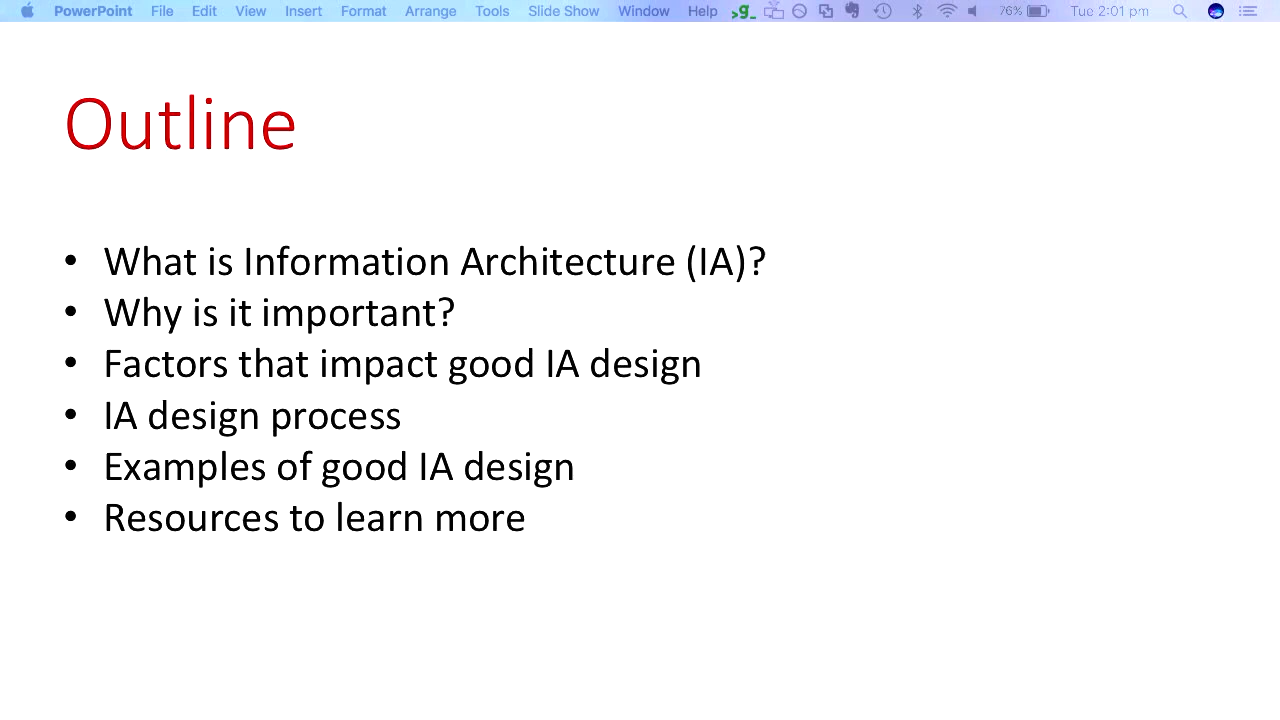 PowerPoint File Edit View Insert Format Arrange Tools Slide Show Window Help >g_ 76% Tue 2:01 pm
Outline
• What is Information Architecture (IA)?
• Why is it important?
• Factors that impact good IA design
• IA design process
• Examples of good IA design
• Resources to learn more